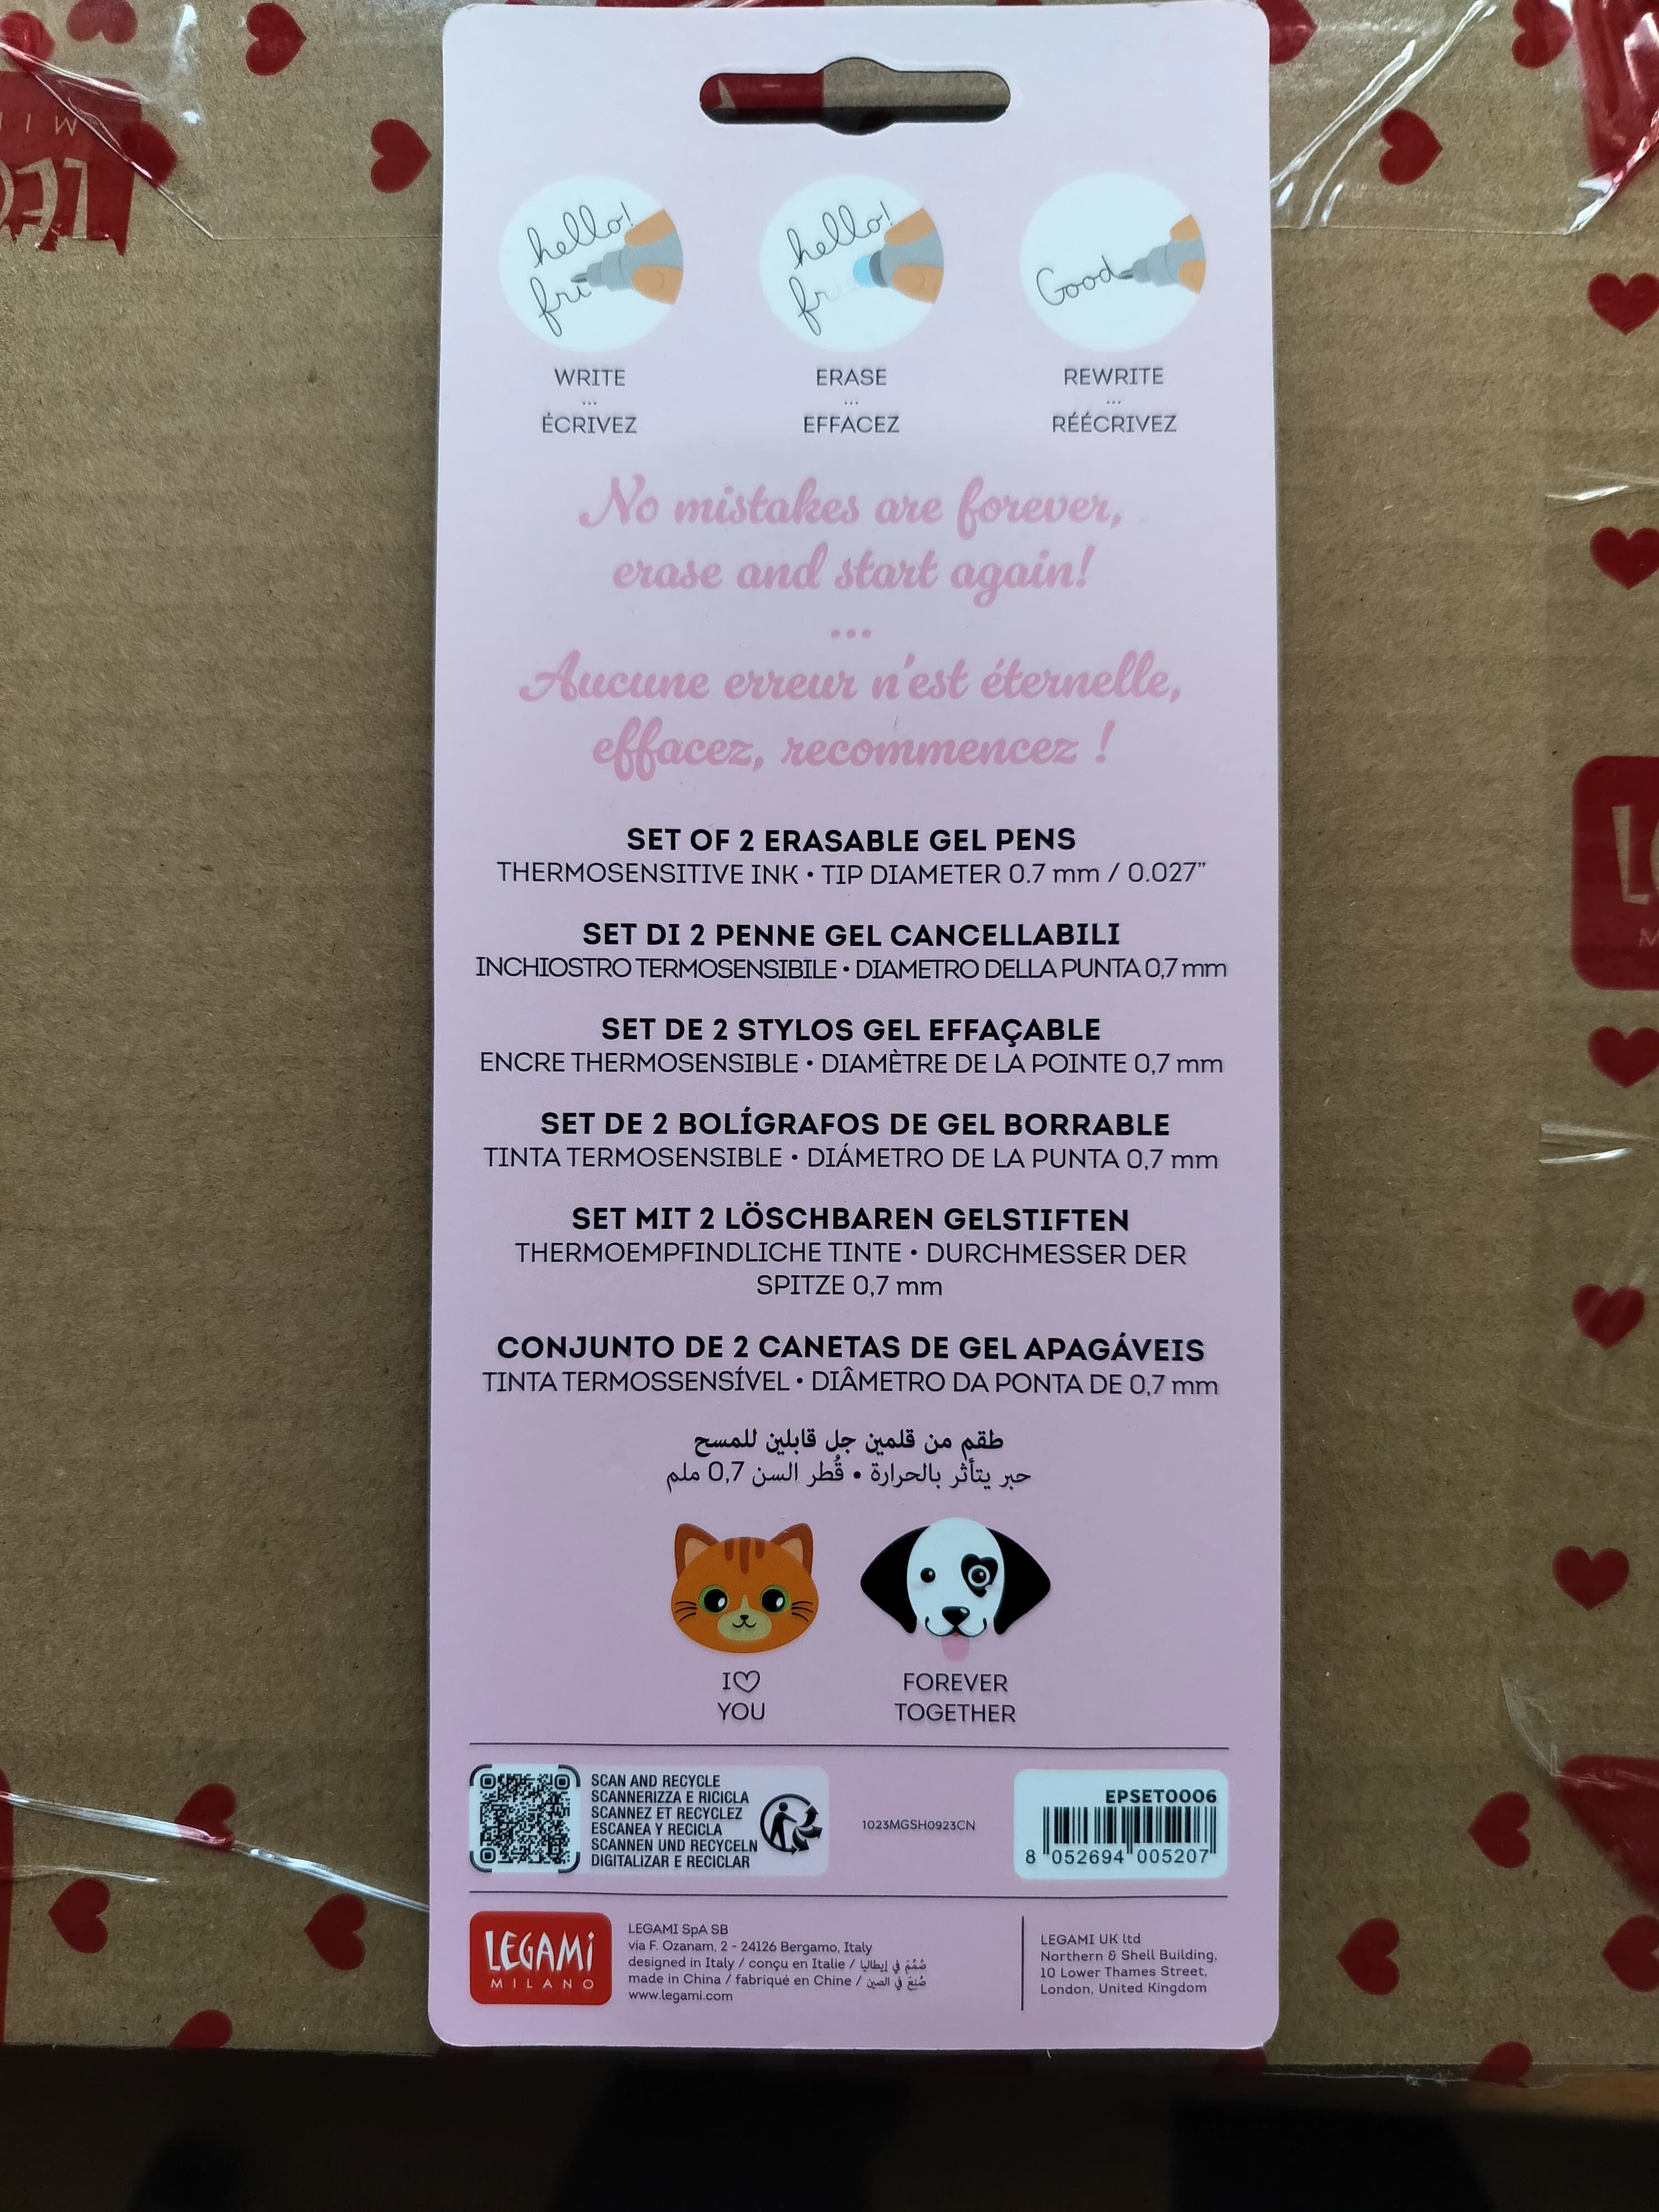 hello!
fri
hello!
fr
Good
WRITE
...
ÉCRIVEZ
ERASE
...
EFFACEZ
REWRITE
...
RÉÉCRIVEZ
No mistakes are forever,
erase and start again!
...
Aucune erreur n'est éternelle,
effacez, recommencez !
SET OF 2 ERASABLE GEL PENS
THERMOSENSITIVE INK • TIP DIAMETER 0.7 mm / 0.027”
SET DI 2 PENNE GEL CANCELLABILI
INCHIOSTRO TERMOSENSIBILE • DIAMETRO DELLA PUNTA 0,7 mm
SET DE 2 STYLOS GEL EFFAÇABLE
ENCRE THERMOSENSIBLE • DIAMÈTRE DE LA POINTE 0,7 mm
SET DE 2 BOLÍGRAFOS DE GEL BORRABLE
TINTA TERMOSENSIBLE • DIÁMETRO DE LA PUNTA 0,7 mm
SET MIT 2 LÖSCHBAREN GELSTIFTEN
THERMOEMPFINDLICHE TINTE • DURCHMESSER DER
SPITZE 0,7 mm
CONJUNTO DE 2 CANETAS DE GEL APAGÁVEIS
TINTA TERMOSSENSÍVEL • DIÂMETRO DA PONTA DE 0,7 mm
طقم من قلمين جل قابلين للمسح
حبر يتأثر بالحرارة • قُطر السن 0,7 ملم
I♡
YOU
FOREVER
TOGETHER
SCAN AND RECYCLE
SCANNERIZZA E RICICLA
SCANNEZ ET RECYCLEZ
ESCANEA Y RECICLA
SCANNEN UND RECYCELN
DIGITALIZAR E RECICLAR
1023MGSH0923CN
EPSET0006
8 052694 005207
LEGAMI
MILANO
LEGAMI SpA SB
via F. Ozanam, 2 - 24126 Bergamo, Italy
designed in Italy / conçu en Italie / صُمّمَ في إيطاليا
made in China / fabriqué en Chine / صُنِعَ في الصين
www.legami.com
LEGAMI UK ltd
Northern & Shell Building,
10 Lower Thames Street,
London, United Kingdom